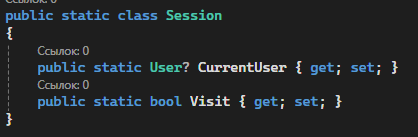 Ссылок: 0
public static class Session
{
Ссылок: 0
public static User? CurrentUser { get; set; }
Ссылок: 0
public static bool Visit { get; set; }
}